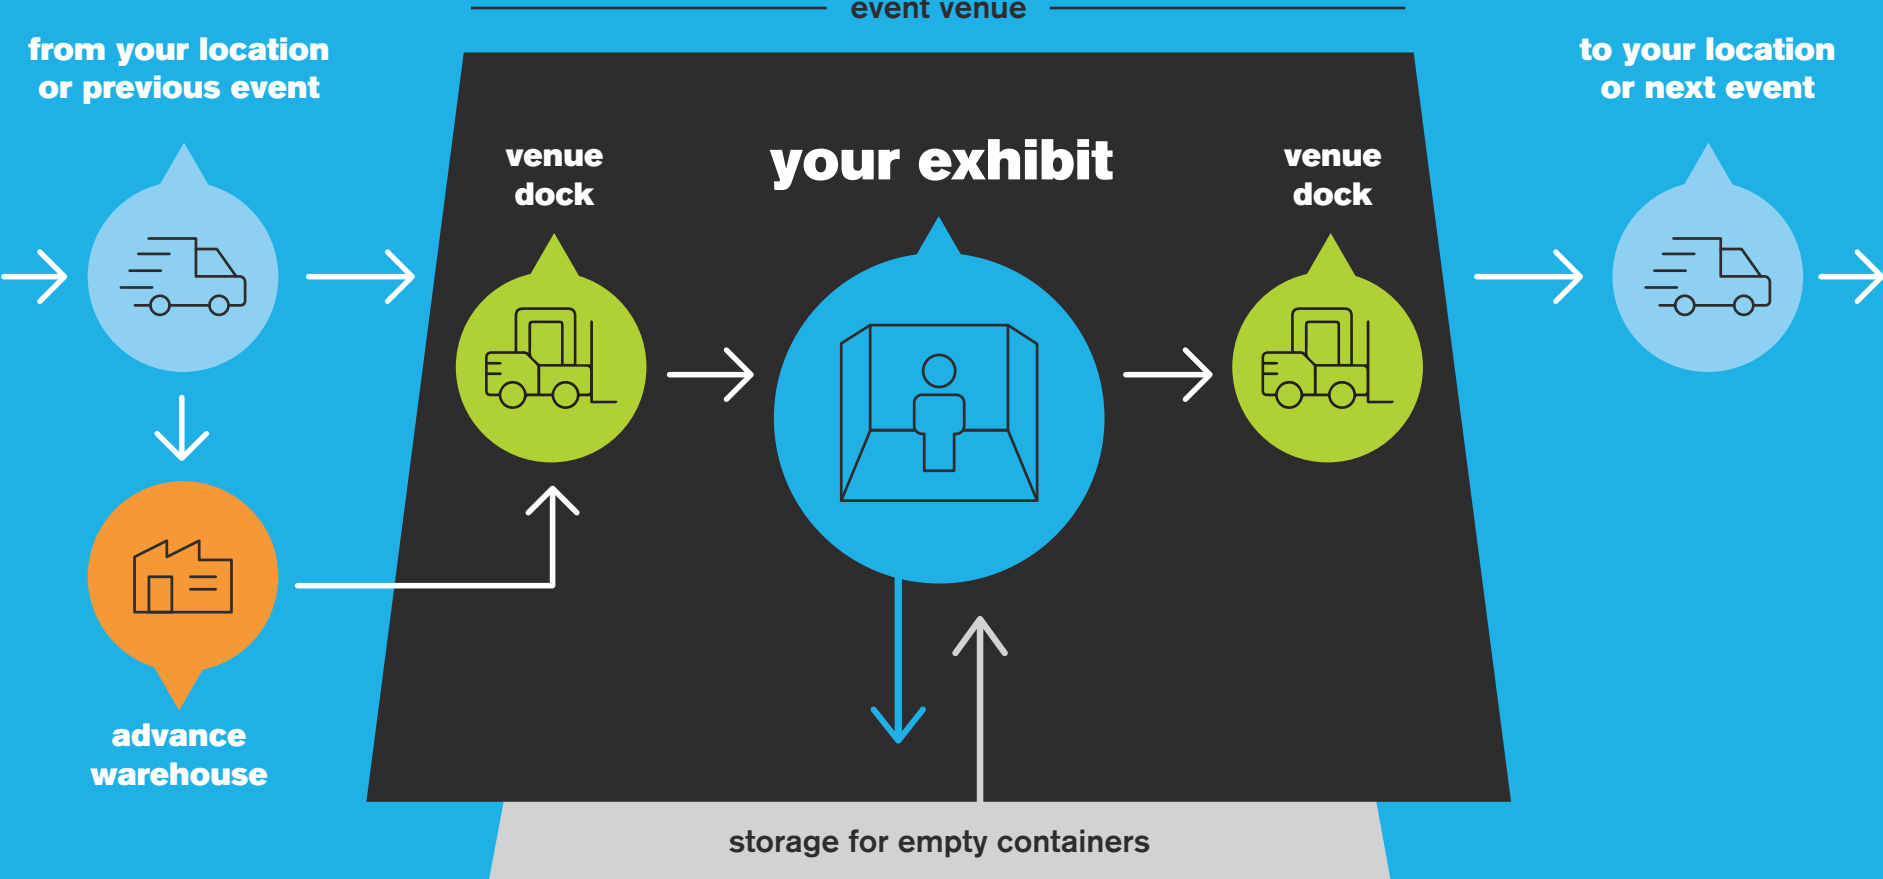 event venue
from your location
or previous event
to your location
or next event
venue
dock
your exhibit
venue
dock
advance
warehouse
storage for empty containers